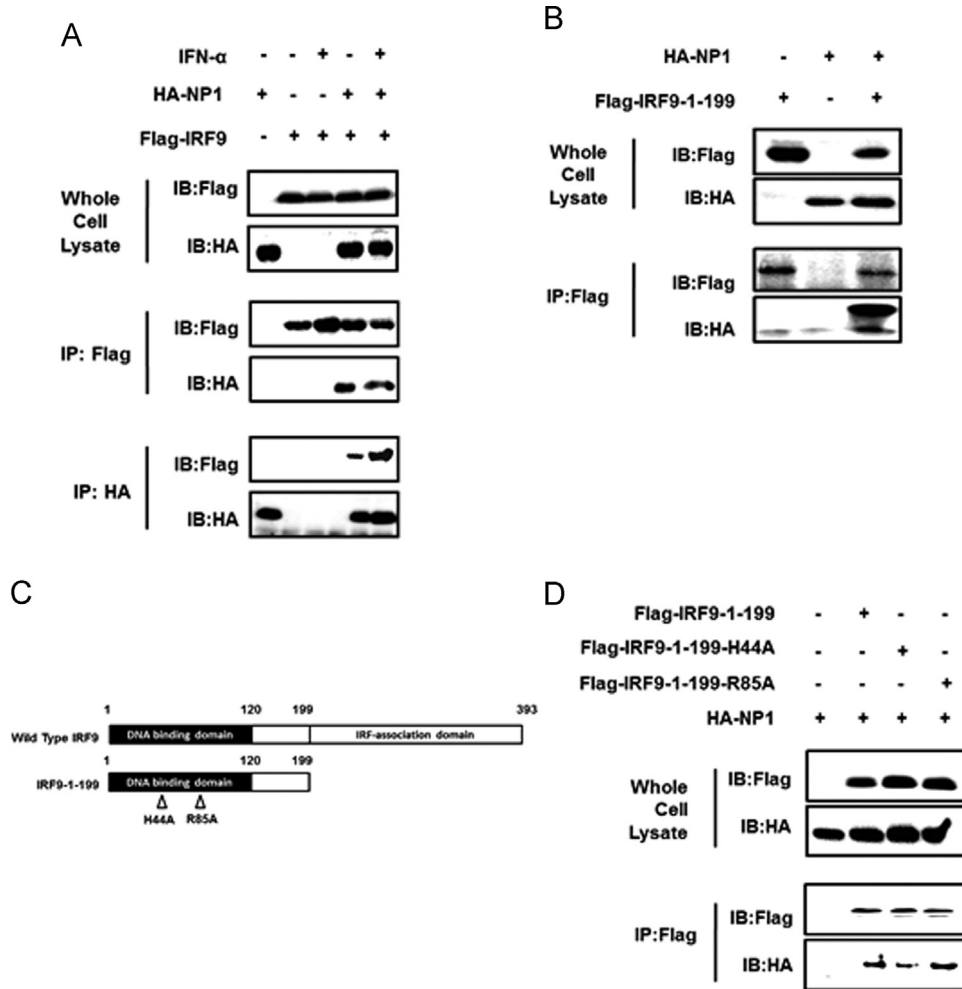 A
IFN-α - - + - +
HA-NP1 + - - + +
Flag-IRF9 - + + + +
Whole Cell Lysate
IB:Flag
IB:HA
IP: Flag
IB:Flag
IB:HA
IP: HA
IB:Flag
IB:HA
B
HA-NP1 - + +
Flag-IRF9-1-199 + - +
Whole Cell Lysate
IB:Flag
IB:HA
IP:Flag
IB:Flag
IB:HA
C
1 120 199 393
Wild Type IRF9 DNA binding domain IRF-association domain
1 120 199
IRF9-1-199 DNA binding domain
H44A R85A
D
Flag-IRF9-1-199 - + - -
Flag-IRF9-1-199-H44A - - + -
Flag-IRF9-1-199-R85A - - - +
HA-NP1 + + + +
Whole Cell Lysate
IB:Flag
IB:HA
IP:Flag
IB:Flag
IB:HA